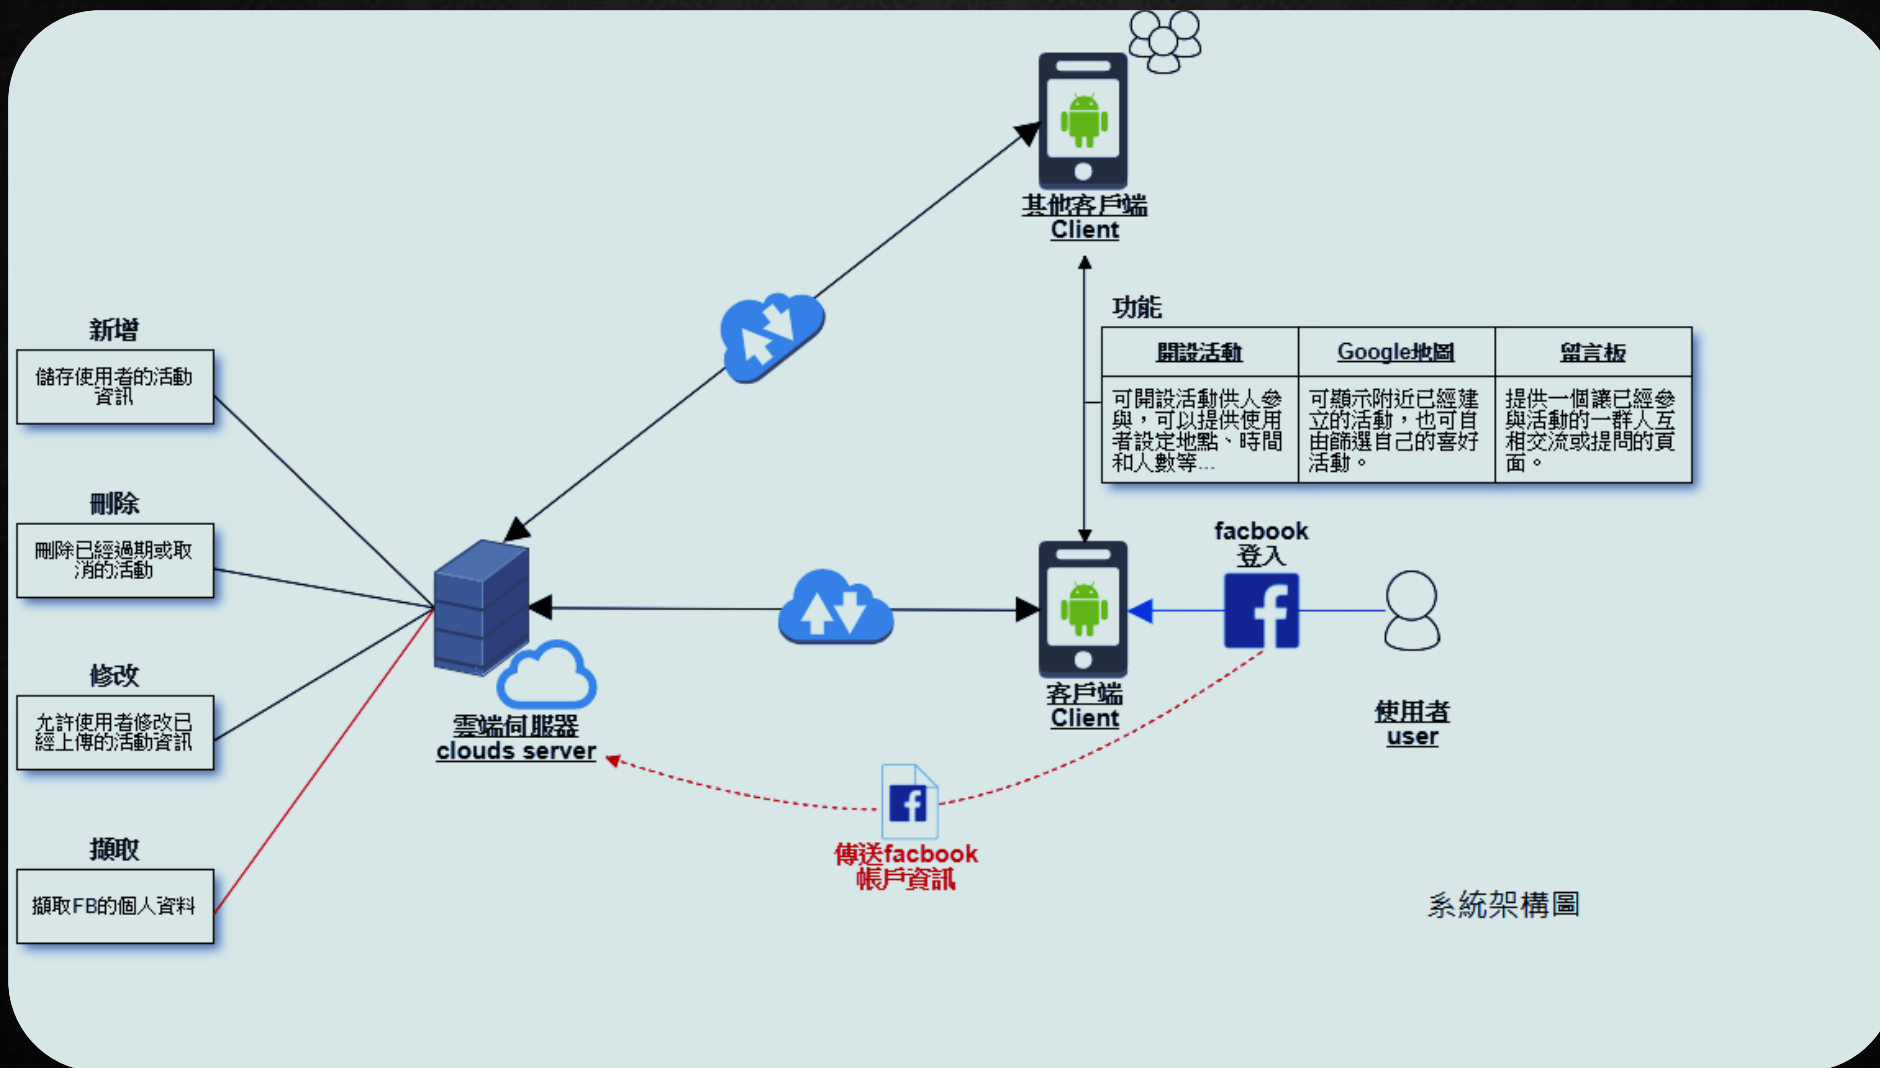 其他客戶端
Client
功能
開設活動
Google地圖
留言板
可開設活動供人參
與，可以提供使用
者設定地點、時間
和人數等...
可顯示附近已經建
立的活動，也可自
由篩選自己的喜好
活動。
提供一個讓已經參
與活動的一群人互
相交流或提問的頁
面。
新增
儲存使用者的活動
資訊
刪除
刪除已經過期或取
消的活動
修改
允許使用者修改已
經上傳的活動資訊
擷取
擷取FB的個人資料
雲端伺服器
clouds server
客戶端
Client
facbook
登入
使用者
user
傳送facbook
帳戶資訊
系統架構圖